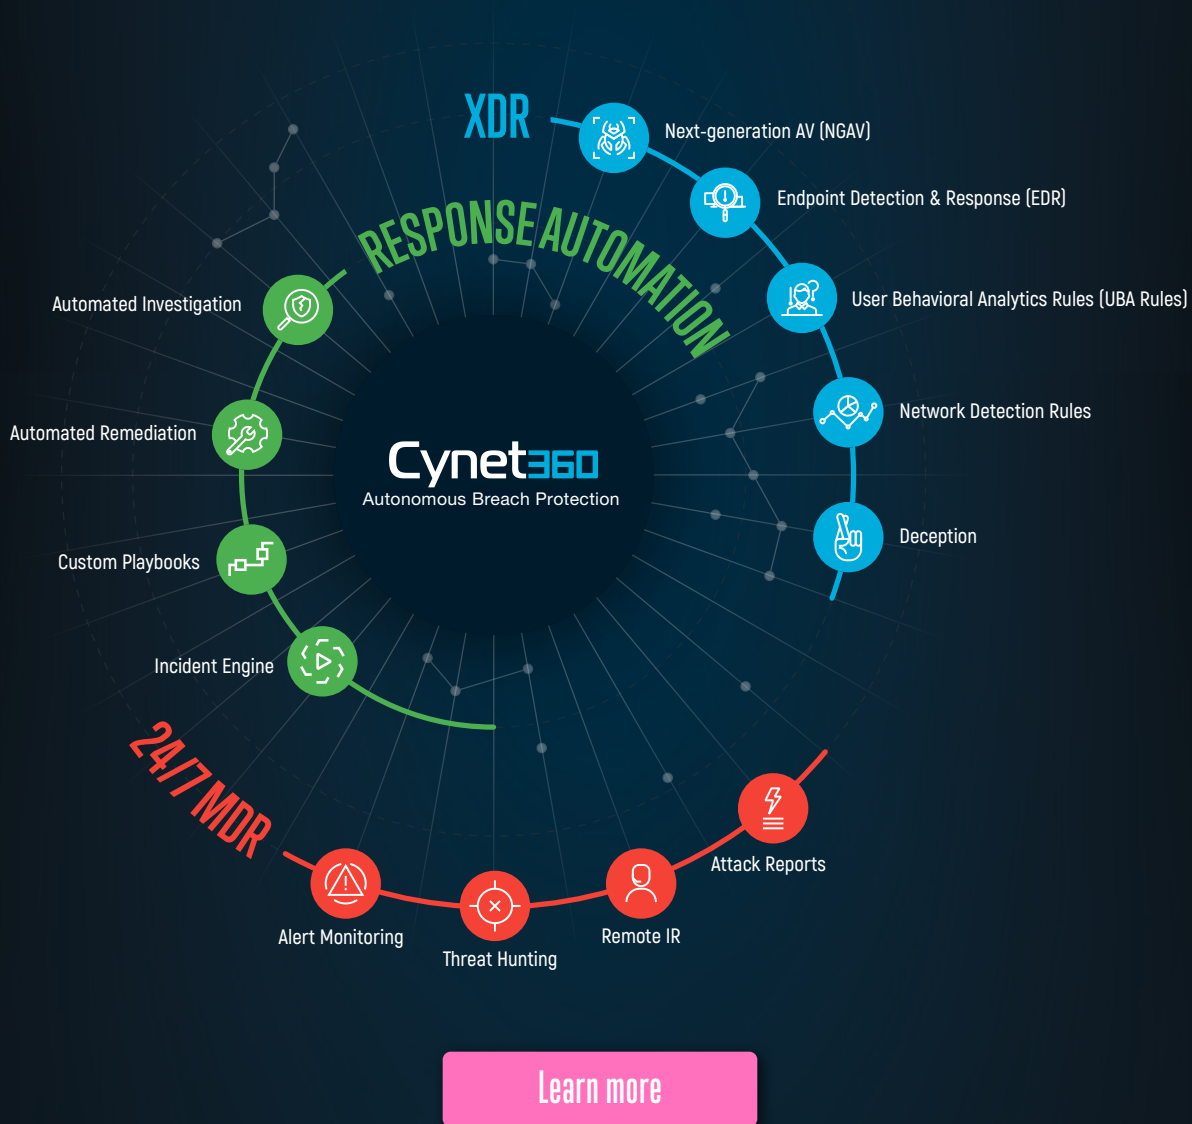 XDR
Next-generation AV (NGAV)
Endpoint Detection & Response (EDR)
User Behavioral Analytics Rules (UBA Rules)
Network Detection Rules
Deception
RESPONSE AUTOMATION
Automated Investigation
Automated Remediation
Custom Playbooks
Incident Engine
Cynet360
Autonomous Breach Protection
24/7 MDR
Alert Monitoring
Threat Hunting
Remote IR
Attack Reports
Learn more